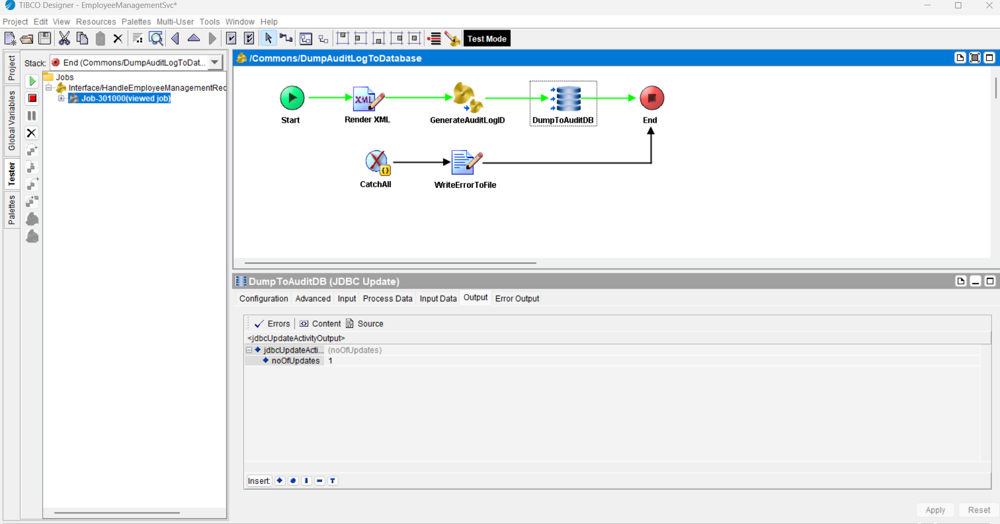 TIBCO Designer - EmployeeManagementSvc*
Project Edit View Resources Palettes Multi-User Tools Window Help
Test Mode
Project
Global Variables
Tester
Palettes
Stack: End (Commons/DumpAuditLogToDat...
Jobs
Interface/HandleEmployeeManagementRec
Job-301000(viewed job)
/Commons/DumpAuditLogToDatabase
XML
Start Render XML GenerateAuditLogID DumpToAuditDB End
{}
CatchAll WriteErrorToFile
DumpToAuditDB (JDBC Update)
Configuration Advanced Input Process Data Input Data Output Error Output
Errors Content Source
<jdbcUpdateActivityOutput>
jdbcUpdateActi... (noOfUpdates)
noOfUpdates 1
Insert: T
Apply Reset